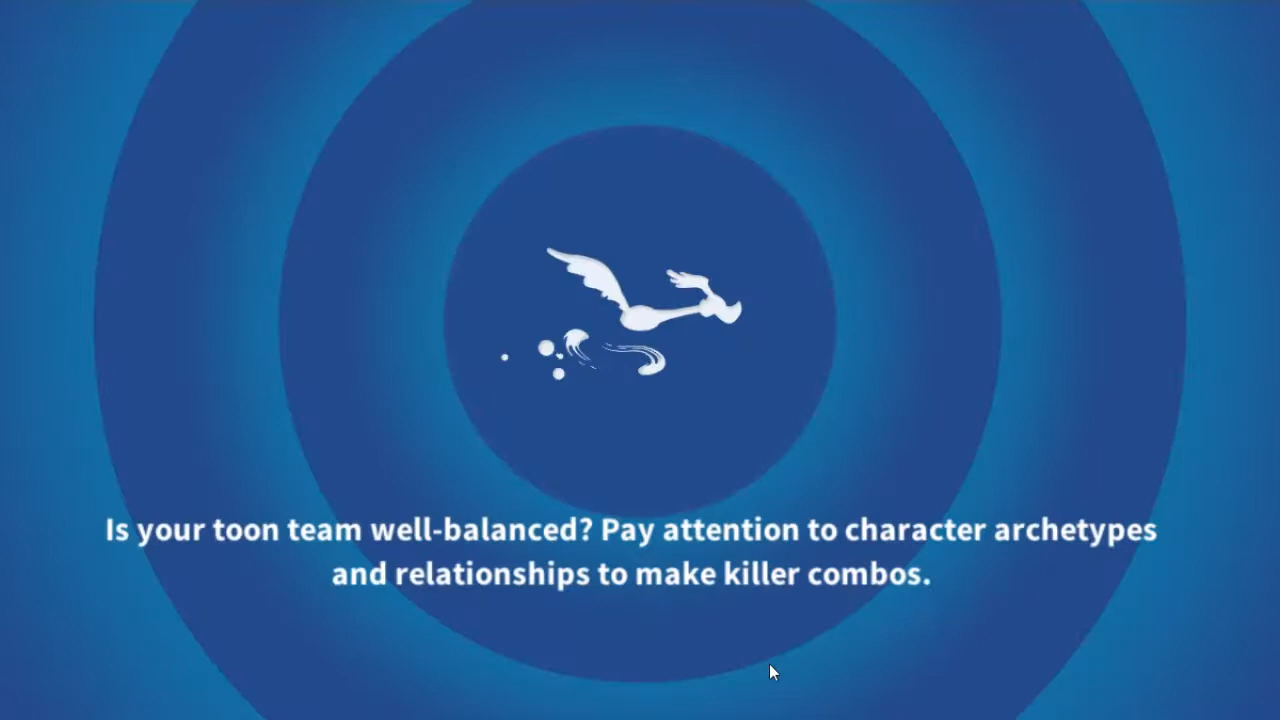 Is your toon team well-balanced? Pay attention to character archetypes
and relationships to make killer combos.